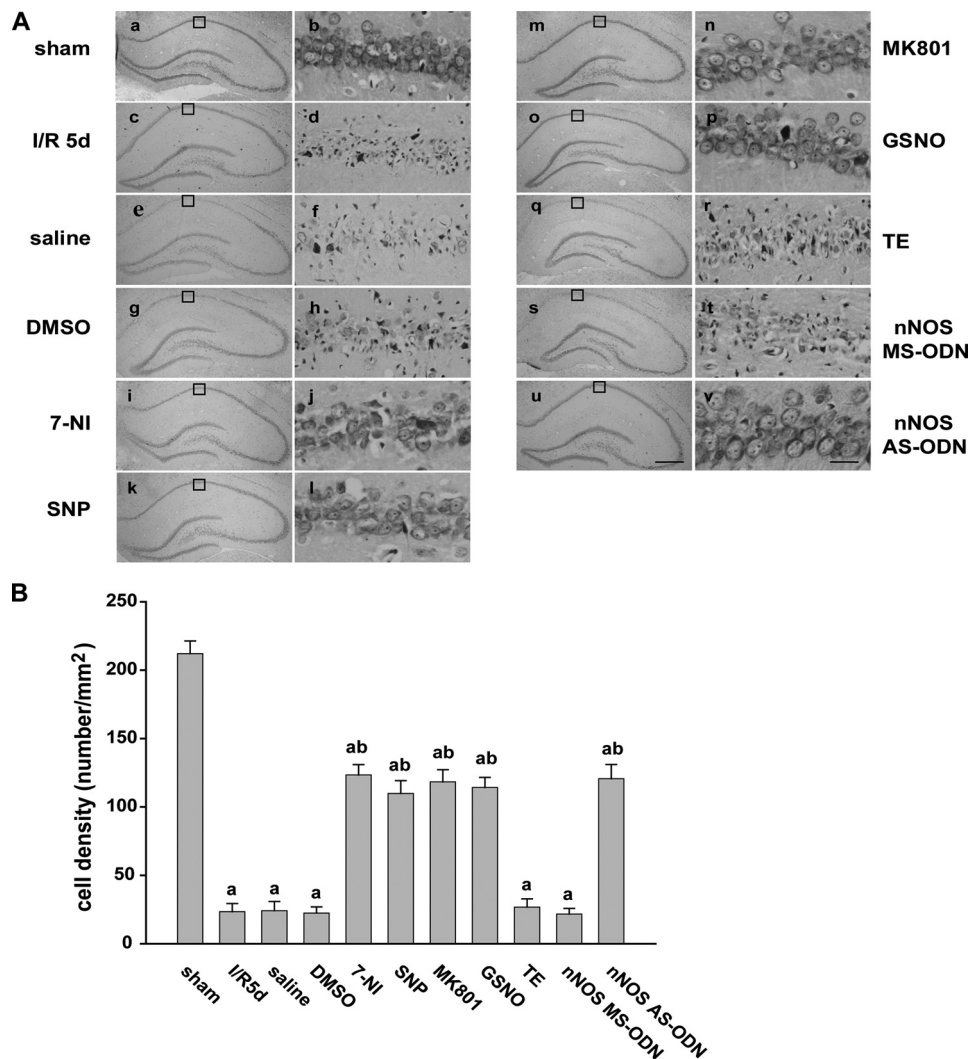 A
sham
a
b
m
n
MK801
I/R 5d
c
d
o
p
GSNO
saline
e
f
q
r
TE
DMSO
g
h
s
t
nNOS
MS-ODN
7-NI
i
j
u
v
nNOS
AS-ODN
SNP
k
l
B
cell density (number/mm²)
250
200
150
100
50
0
a
a
a
ab
ab
ab
ab
a
a
ab
sham
I/R5d
saline
DMSO
7-NI
SNP
MK801
GSNO
TE
nNOS MS-ODN
nNOS AS-ODN